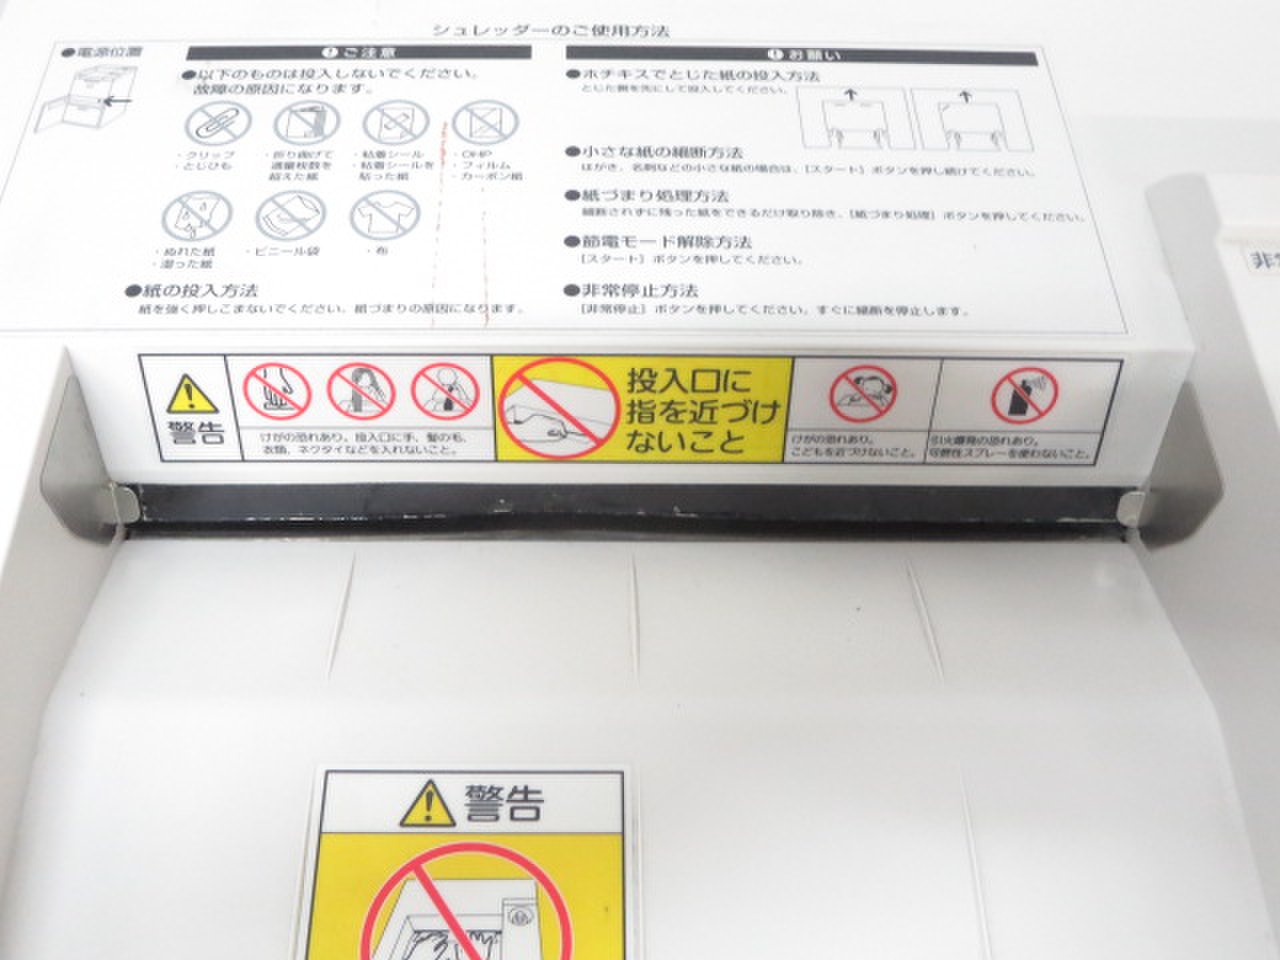 シュレッダーのご使用方法
●電源位置
ご注意
●以下のものは投入しないでください。
故障の原因になります。
・クリップ
・とじひも
・折り曲げて
適量枚数を
超えた紙
・粘着シール
・粘着シールを
貼った紙
・OHP
・フィルム
・カーボン紙
・ぬれた紙
・湿った紙
・ビニール袋
・布
●紙の投入方法
紙を強く押しこまないでください。紙づまりの原因になります。
お願い
●ホチキスでとじた紙の投入方法
とじた側を先にして投入してください。
●小さな紙の細断方法
はがき、名刺などの小さな紙の場合は、[スタート] ボタンを押し続けてください。
●紙づまり処理方法
細断されずに残った紙をできるだけ取り除き、[紙づまり処理] ボタンを押してください。
●節電モード解除方法
[スタート] ボタンを押してください。
●非常停止方法
[非常停止] ボタンを押してください。すぐに細断を停止します。
警告
けがの恐れあり。投入口に手、髪の毛、
衣類、ネクタイなどを入れないこと。
投入口に
指を近づけ
ないこと
けがの恐れあり。
こどもを近づけないこと。
引火爆発の恐れあり。
可燃性スプレーを使わないこと。
警告